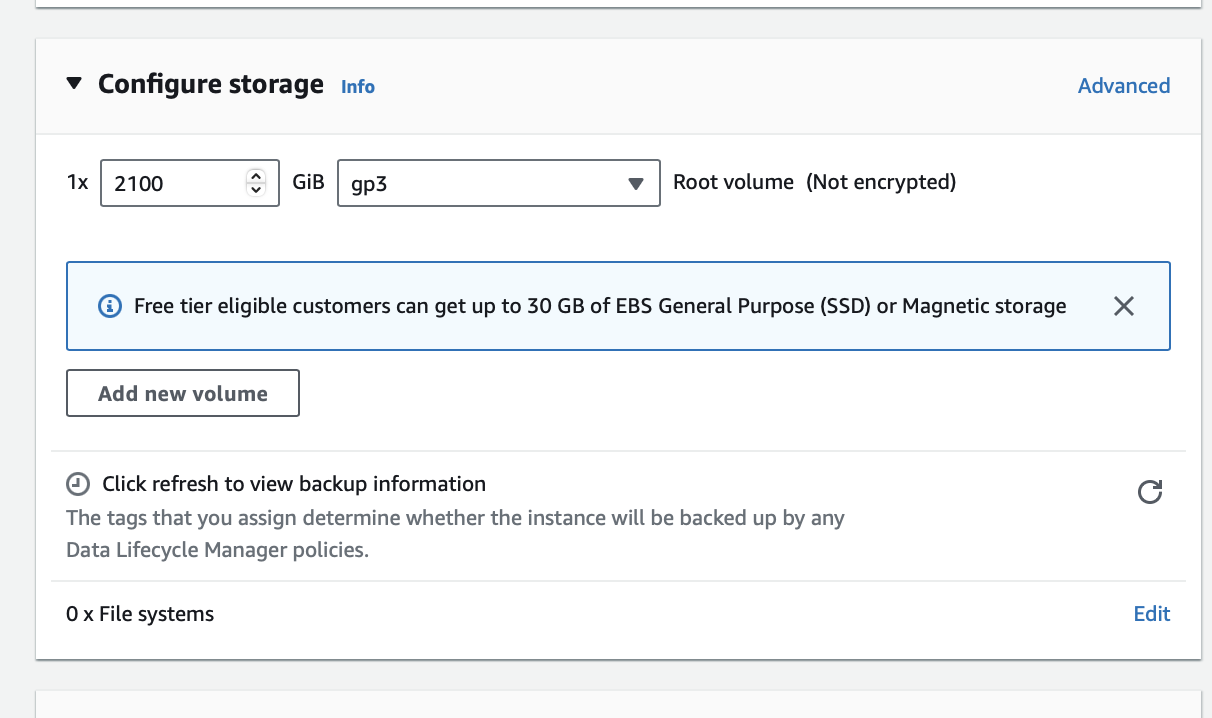 Configure storage Info Advanced
1x 2100 GiB gp3 Root volume (Not encrypted)
Free tier eligible customers can get up to 30 GB of EBS General Purpose (SSD) or Magnetic storage
Add new volume
Click refresh to view backup information
The tags that you assign determine whether the instance will be backed up by any
Data Lifecycle Manager policies.
0 x File systems Edit